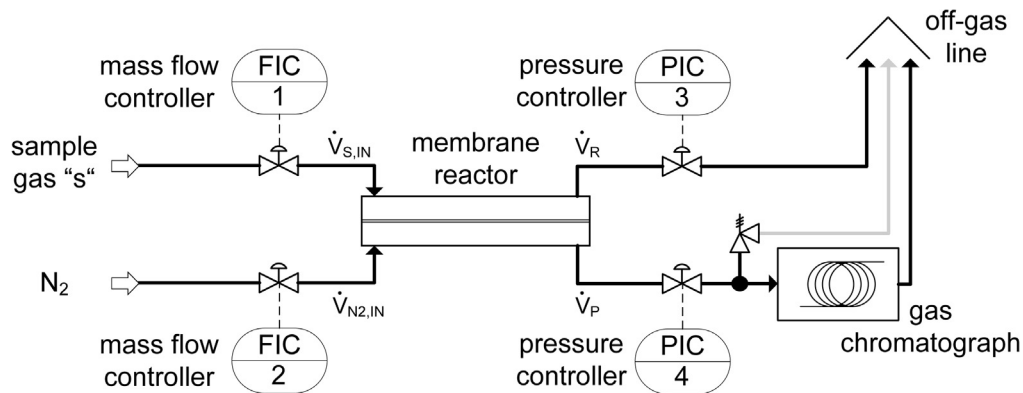 mass flow
controller
FIC
1
pressure
controller
PIC
3
off-gas
line
sample
gas “s“
V̇S,IN
membrane
reactor
V̇R
N2
V̇N2,IN
V̇P
mass flow
controller
FIC
2
pressure
controller
PIC
4
gas
chromatograph